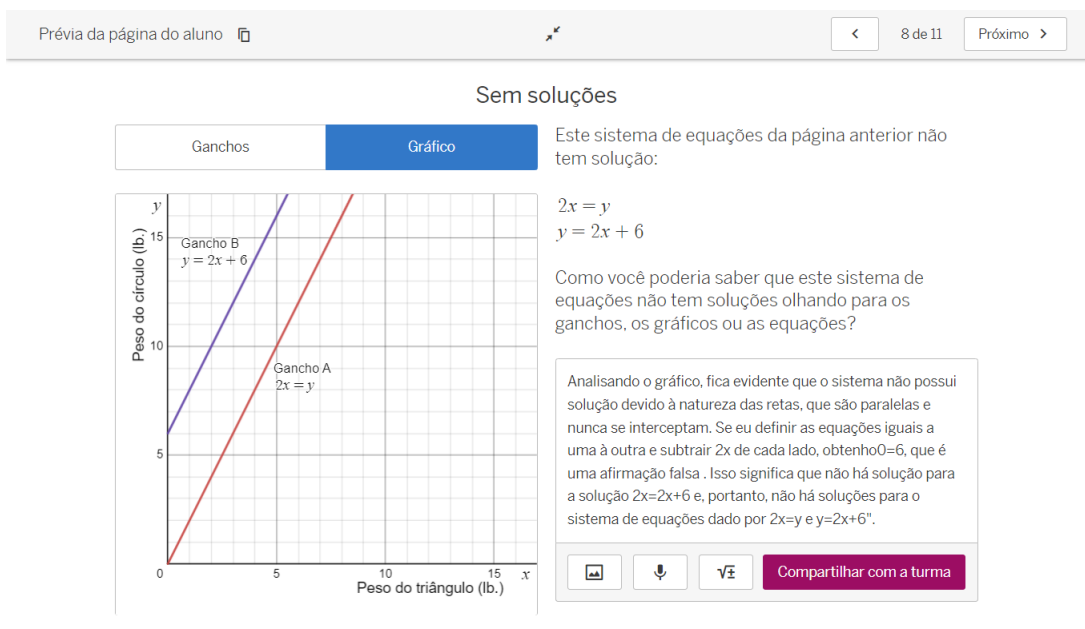 Prévia da página do aluno
8 de 11
Próximo
Sem soluções
Ganchos
Gráfico
y
15
10
5
0
5
10
15
x
Peso do círculo (lb.)
Peso do triângulo (lb.)
Gancho B
y = 2x + 6
Gancho A
2x = y
Este sistema de equações da página anterior não
tem solução:
2x = y
y = 2x + 6
Como você poderia saber que este sistema de
equações não tem soluções olhando para os
ganchos, os gráficos ou as equações?
Analisando o gráfico, fica evidente que o sistema não possui
solução devido à natureza das retas, que são paralelas e
nunca se interceptam. Se eu definir as equações iguais a
uma à outra e subtrair 2x de cada lado, obtenho0=6, que é
uma afirmação falsa . Isso significa que não há solução para
a solução 2x=2x+6 e, portanto, não há soluções para o
sistema de equações dado por 2x=y e y=2x+6".
Compartilhar com a turma